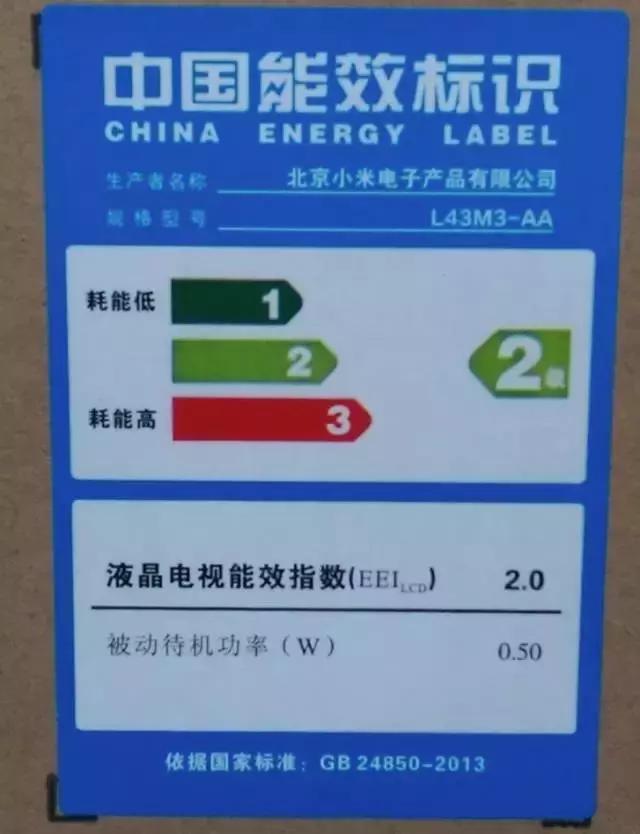 中国能效标识
CHINA ENERGY LABEL
生产者名称 北京小米电子产品有限公司
规格型号 L43M3-AA
耗能低 1
2
2级
耗能高 3
液晶电视能效指数(EEILCD) 2.0
被动待机功率(W) 0.50
依据国家标准：GB 24850-2013